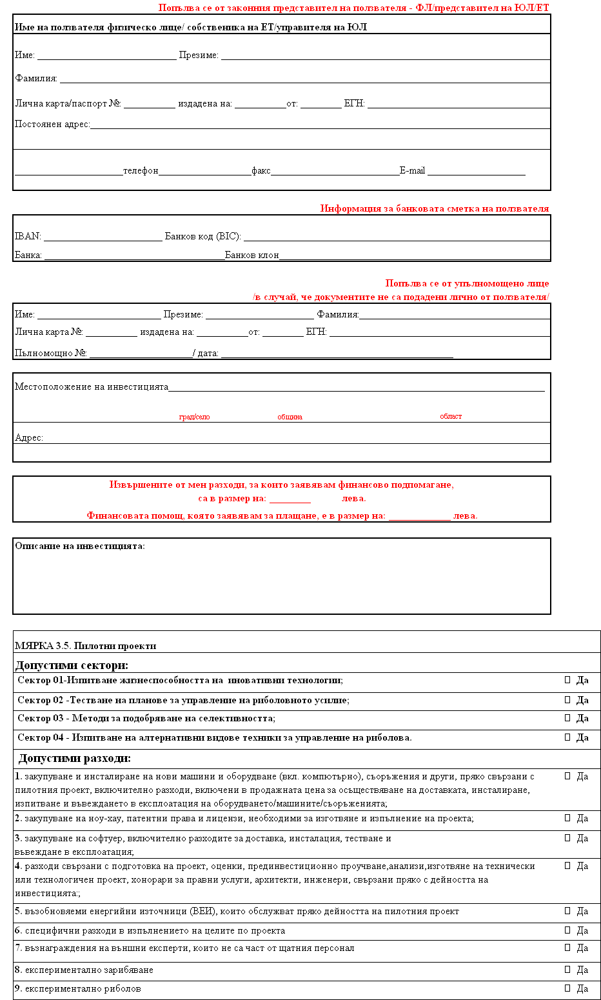 Попълва се от законния представител на ползвателя - ФЛ/представител на ЮЛ/ЕТ
Име на ползвателя физическо лице/ собственика на ЕТ/управителя на ЮЛ
Име: ___________________________ Презиме: ________________________________________________________________
Фамилия: ________________________________________________________________
Лична карта/паспорт №: __________ издадена на: __________от: ________ ЕГН: ____________________________________
Постоянен адрес:________________________________________________________________
_____________________телефон__________________факс_________________________E-mail ___________________
Информация за банковата сметка на ползвателя
IBAN: _______________________ Банков код (BIC): ____________________________________________________________
Банка: ___________________________________Банков клон_____________________________________________________
Попълва се от упълномощено лице
/в случай, че документите не са подадени лично от ползвателя/
Име: ________________________ Презиме: _____________________ Фамилия:_____________________________________
Лична карта №: __________ издадена на: __________от: ________ ЕГН: ___________________________________________
Пълномощно №: ____________________/ дата: _____________________________________________
Местоположение на инвестицията_________________________________________________________________________
град/село община област
Адрес:
Извършените от мен разходи, за които заявявам финансово подпомагане,
са в размер на: ________ лева.
Финансовата помощ, която заявявам за плащане, е в размер на: ____________ лева.
Описание на инвестицията:
МЯРКА 3.5. Пилотни проекти
Допустими сектори:
Сектор 01-Изпитване жизнеспособността на иновативни технологии; ☐ Да
Сектор 02 -Тестване на планове за управление на риболовното усилие; ☐ Да
Сектор 03 - Методи за подобряване на селективността; ☐ Да
Сектор 04 - Изпитване на алтернативни видове техники за управление на риболова. ☐ Да
Допустими разходи:
1. закупуване и инсталиране на нови машини и оборудване (вкл. компютърно), съоръжения и други, пряко свързани с ☐ Да
пилотния проект, включително разходи, включени в продажната цена за осъществяване на доставката, инсталиране,
изпитване и въвеждането в експлоатация на оборудването/машините/съоръженията;
2. закупуване на ноу-хау, патентни права и лицензи, необходими за изготвяне и изпълнение на проекта; ☐ Да
3. закупуване на софтуер, включително разходите за доставка, инсталация, тестване и ☐ Да
въвеждане в експлоатация;
4. разходи свързани с подготовка на проект, оценки, прединвестиционно проучване,анализи,изготвяне на технически ☐ Да
или технологичен проект, хонорари за правни услуги, архитекти, инженери, свързани пряко с дейността на
инвестицията:;
5. възобновяеми енергийни източници (ВЕИ), които обслужват пряко дейността на пилотния проект ☐ Да
6. специфични разходи в изпълнението на целите по проекта ☐ Да
7. възнаграждения на външни експерти, които не са част от щатния персонал ☐ Да
8. експериментално зарибяване ☐ Да
9. експериментално риболов ☐ Да